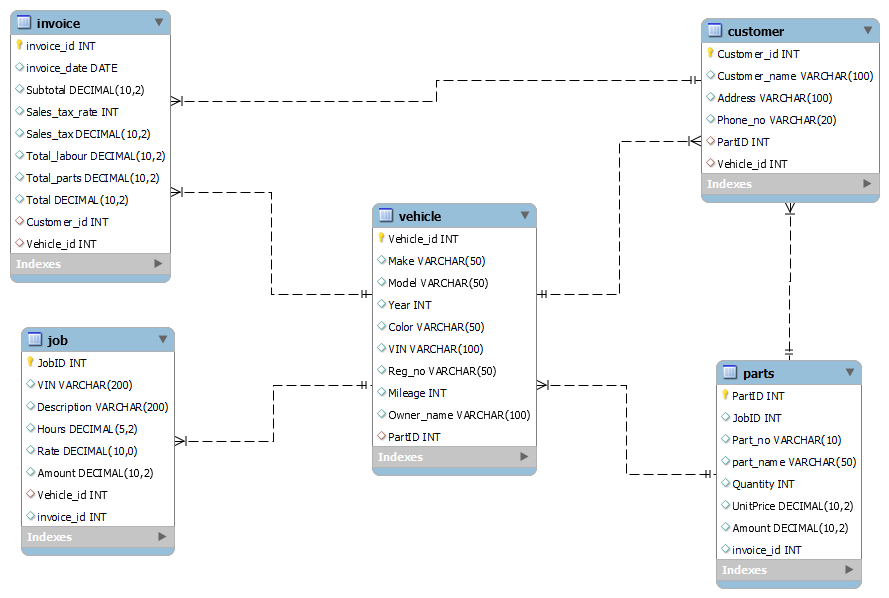 invoice
invoice_id INT
invoice_date DATE
Subtotal DECIMAL(10,2)
Sales_tax_rate INT
Sales_tax DECIMAL(10,2)
Total_labour DECIMAL(10,2)
Total_parts DECIMAL(10,2)
Total DECIMAL(10,2)
Customer_id INT
Vehicle_id INT
Indexes
customer
Customer_id INT
Customer_name VARCHAR(100)
Address VARCHAR(100)
Phone_no VARCHAR(20)
PartID INT
Vehicle_id INT
Indexes
vehicle
Vehicle_id INT
Make VARCHAR(50)
Model VARCHAR(50)
Year INT
Color VARCHAR(50)
VIN VARCHAR(100)
Reg_no VARCHAR(50)
Mileage INT
Owner_name VARCHAR(100)
PartID INT
Indexes
job
JobID INT
VIN VARCHAR(200)
Description VARCHAR(200)
Hours DECIMAL(5,2)
Rate DECIMAL(10,0)
Amount DECIMAL(10,2)
Vehicle_id INT
invoice_id INT
Indexes
parts
PartID INT
JobID INT
Part_no VARCHAR(10)
part_name VARCHAR(50)
Quantity INT
UnitPrice DECIMAL(10,2)
Amount DECIMAL(10,2)
invoice_id INT
Indexes